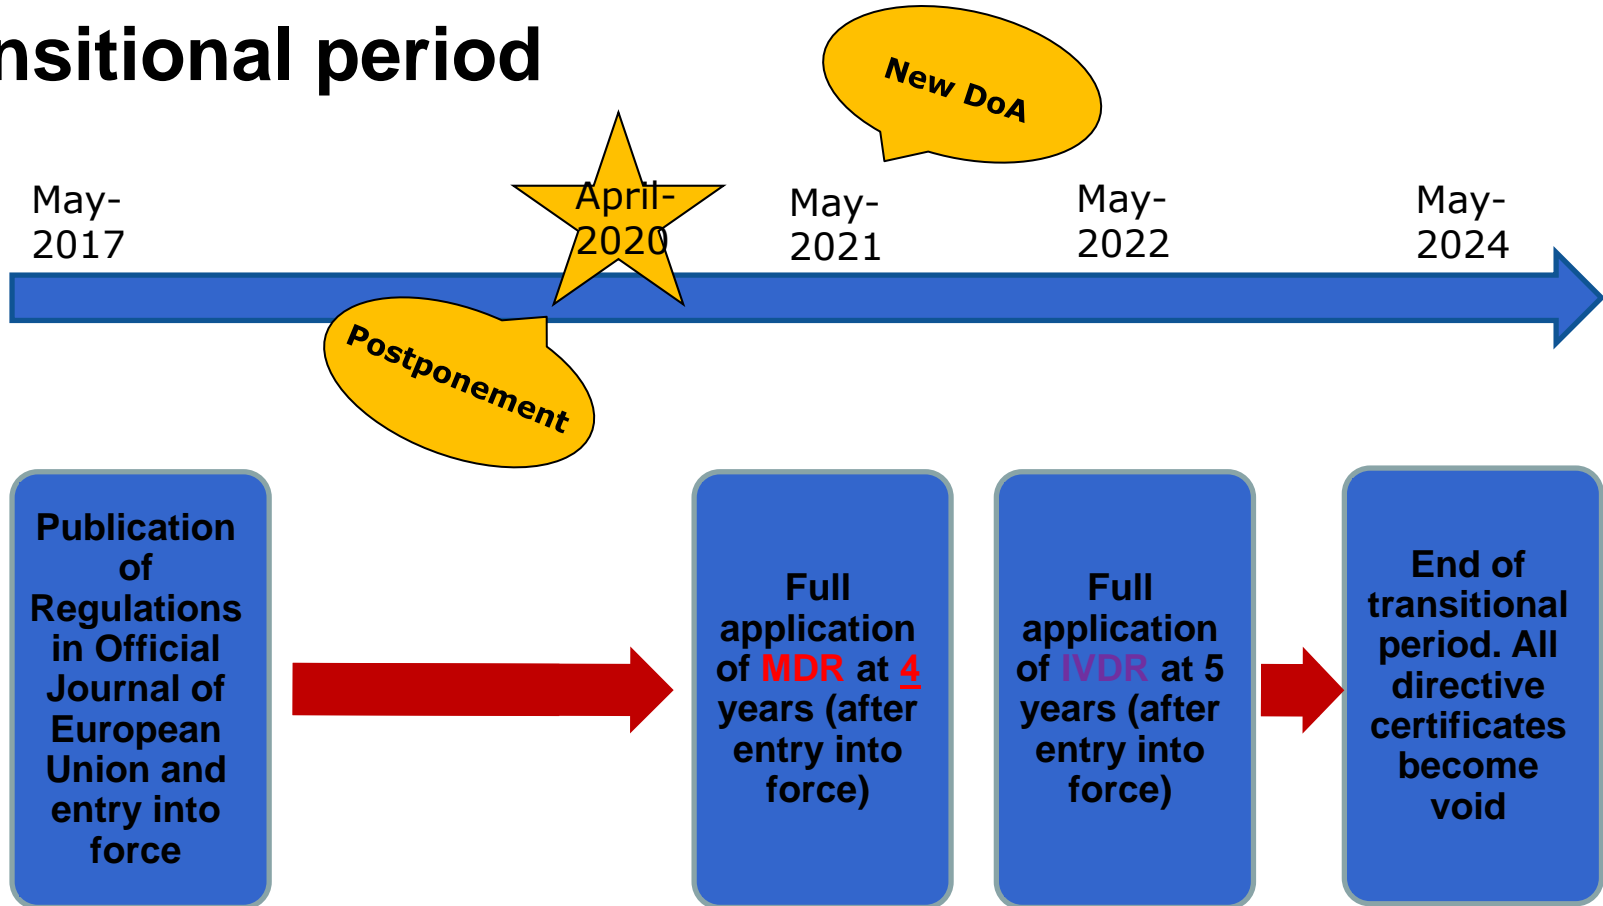 nsitional period
New DoA
May-
2017
April-
2020
May-
2021
May-
2022
May-
2024
Postponement
Publication
of
Regulations
in Official
Journal of
European
Union and
entry into
force
Full
application
of MDR at 4
years (after
entry into
force)
Full
application
of IVDR at 5
years (after
entry into
force)
End of
transitional
period. All
directive
certificates
become
void